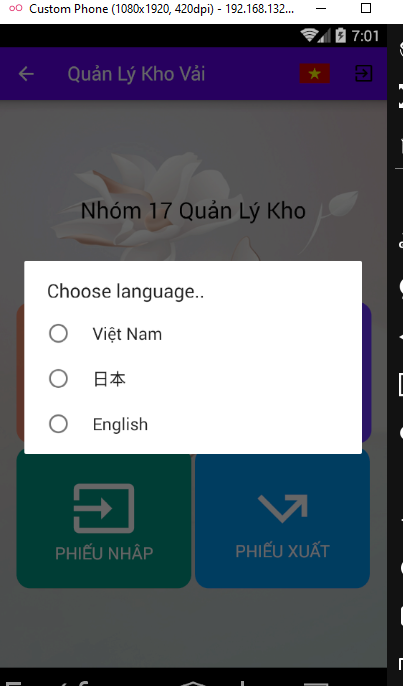 Custom Phone (1080x1920, 420dpi) - 192.168.132...
7:01
Quản Lý Kho Vải
Nhóm 17 Quản Lý Kho
Choose language..
Việt Nam
日本
English
PHIẾU NHẬP
PHIẾU XUẤT